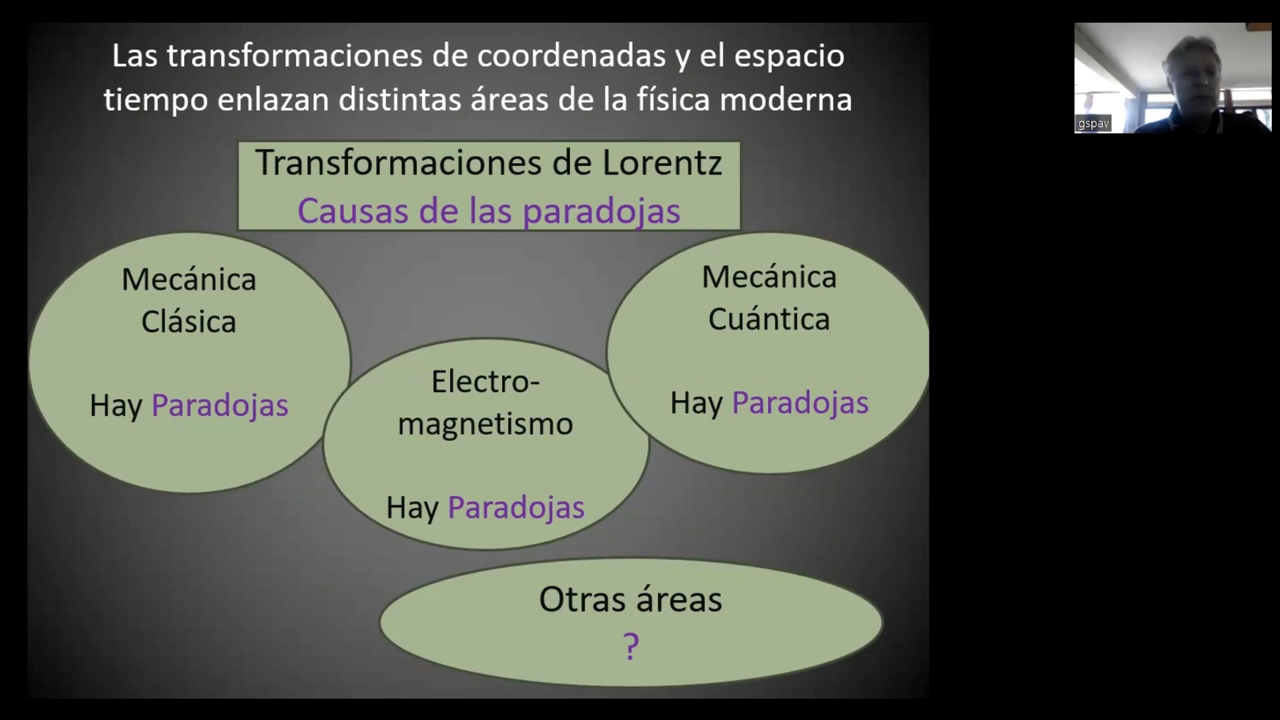 Las transformaciones de coordenadas y el espacio
tiempo enlazan distintas áreas de la física moderna
Transformaciones de Lorentz
Causas de las paradojas
Mecánica
Clásica
Hay Paradojas
Electro-
magnetismo
Hay Paradojas
Mecánica
Cuántica
Hay Paradojas
Otras áreas
?
gspav